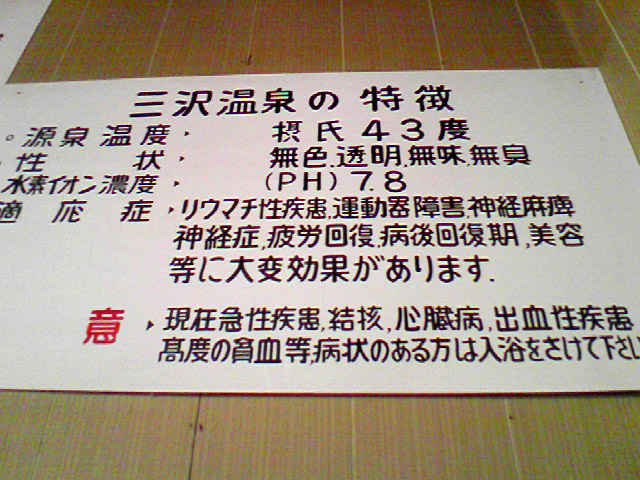 三沢温泉の特徴
。源泉温度・ 摂氏43度
・性状・ 無色.透明,無味,無臭
水素イオン濃度・ (PH)7.8
適応症・リウマチ性疾患,運動器障害,神経麻痺
神経症,疲労回復,病後回復期,美容
等に大変効果があります.
意・現在急性疾患,結核,心臓病,出血性疾患
高度の貧血等,病状のある方は入浴をさけて下さい